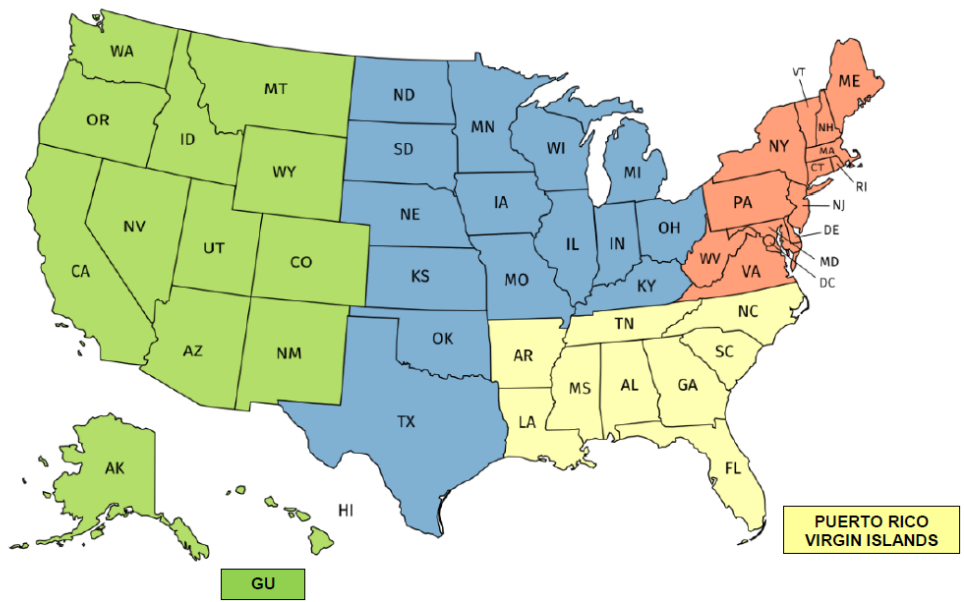 WA
MT
ND
MN
VT
ME
OR
ID
SD
WI
MI
NY
NH
MA
CT
RI
WY
NE
IA
PA
NJ
NV
UT
CO
IL
IN
OH
DE
CA
KS
MO
KY
WV
VA
MD
DC
AZ
NM
OK
AR
TN
NC
SC
TX
LA
MS
AL
GA
AK
FL
HI
PUERTO RICO
VIRGIN ISLANDS
GU